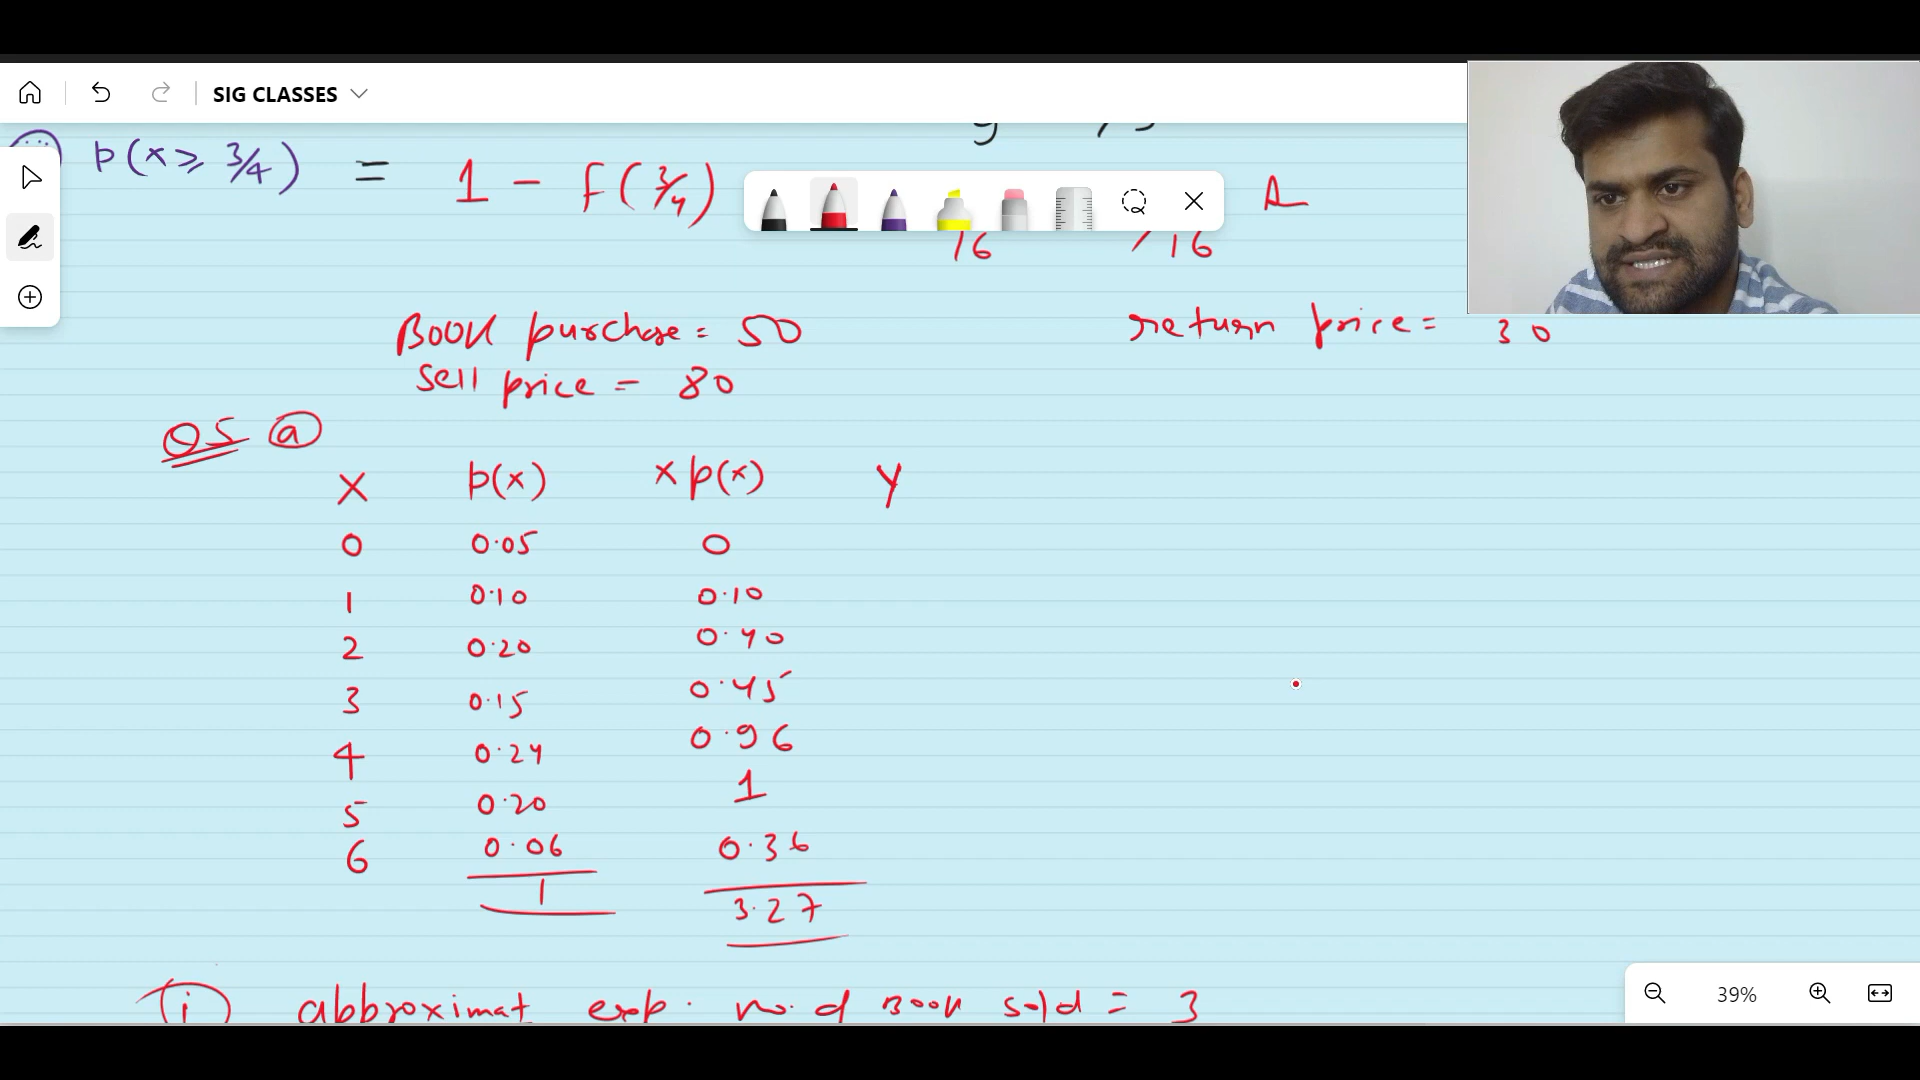 SIG CLASSES
p(x ≥ 3/4) = 1 - F(3/4)
16 / 16
Book purchase = 50 return price = 30
sell price = 80
Q5 (a)
X p(x) x p(x) Y
0 0.05 0
1 0.10 0.10
2 0.20 0.40
3 0.15 0.45
4 0.24 0.96
5 0.20 1
6 0.06 0.36
1 3.27
(i) approximat exp. no. of Book sold = 3
39%